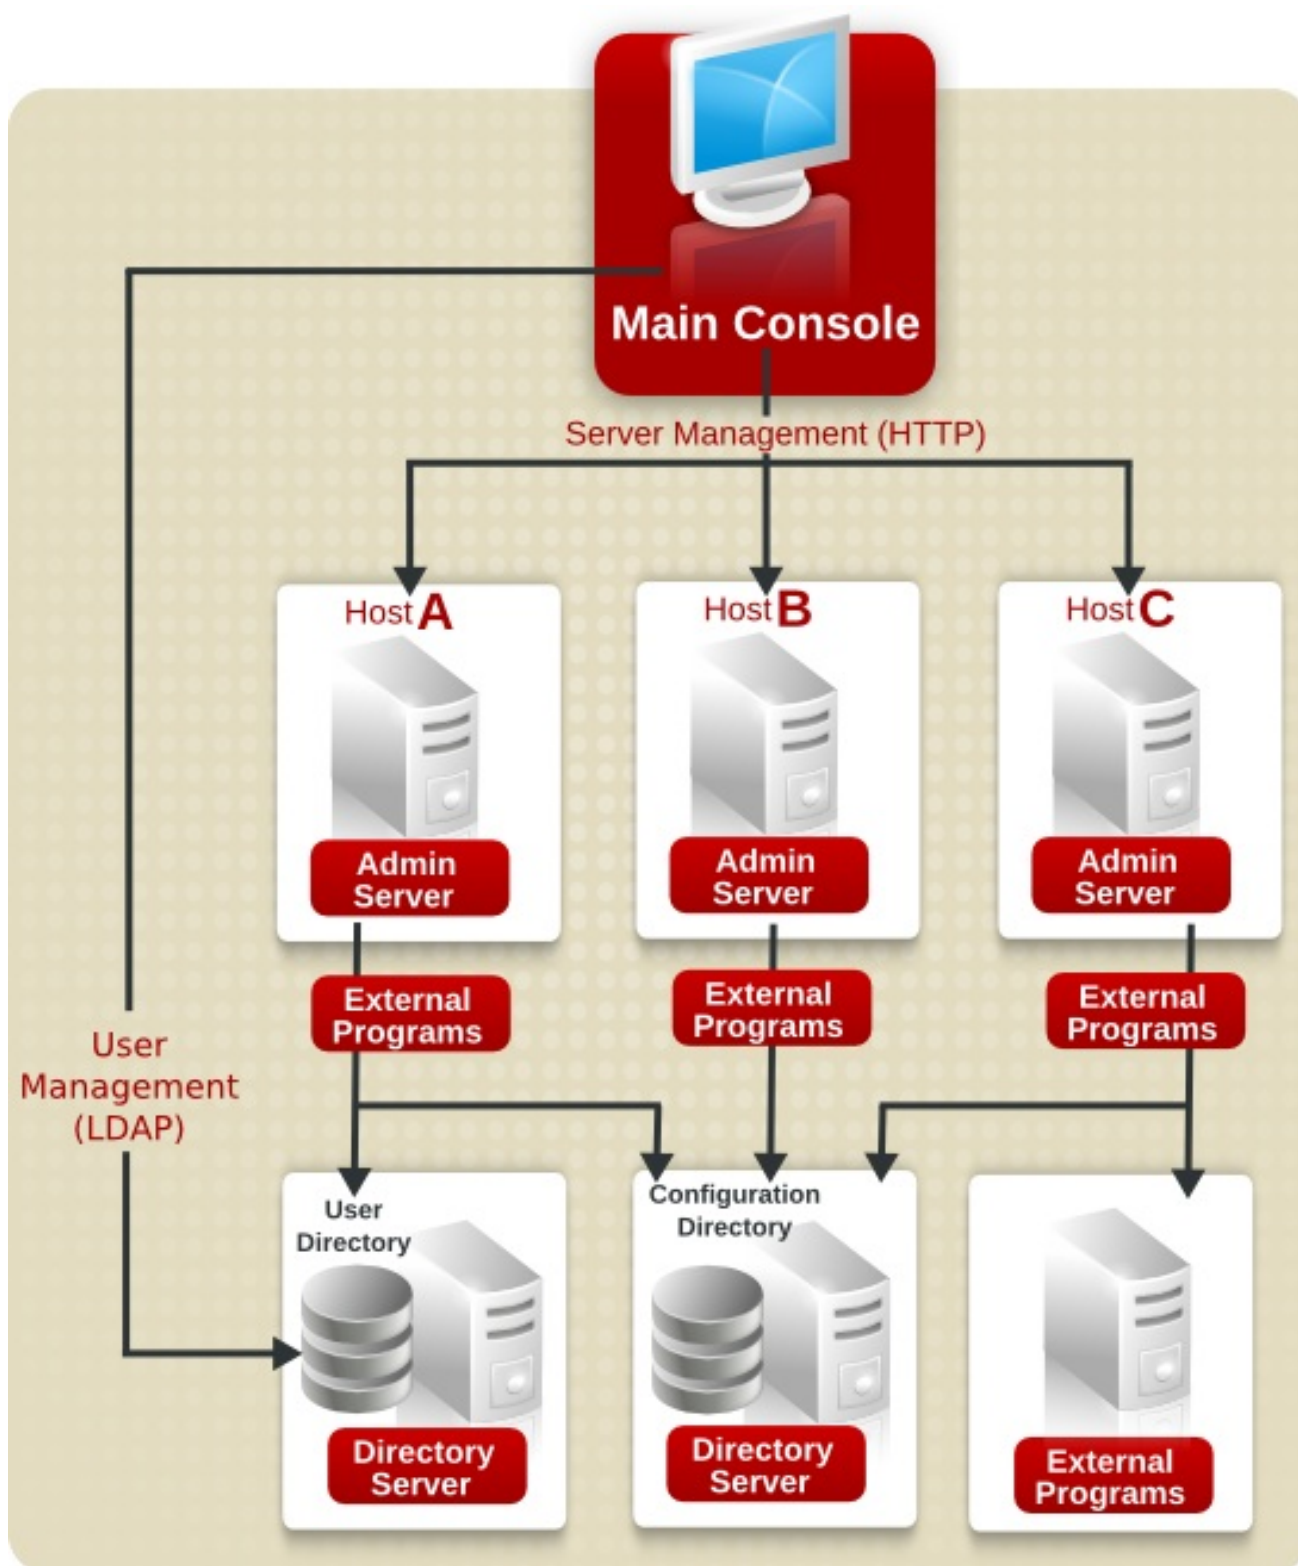 Main Console
Server Management (HTTP)
Host A
Host B
Host C
Admin
Server
Admin
Server
Admin
Server
External
Programs
External
Programs
External
Programs
User
Management
(LDAP)
User
Directory
Configuration
Directory
Directory
Server
Directory
Server
External
Programs